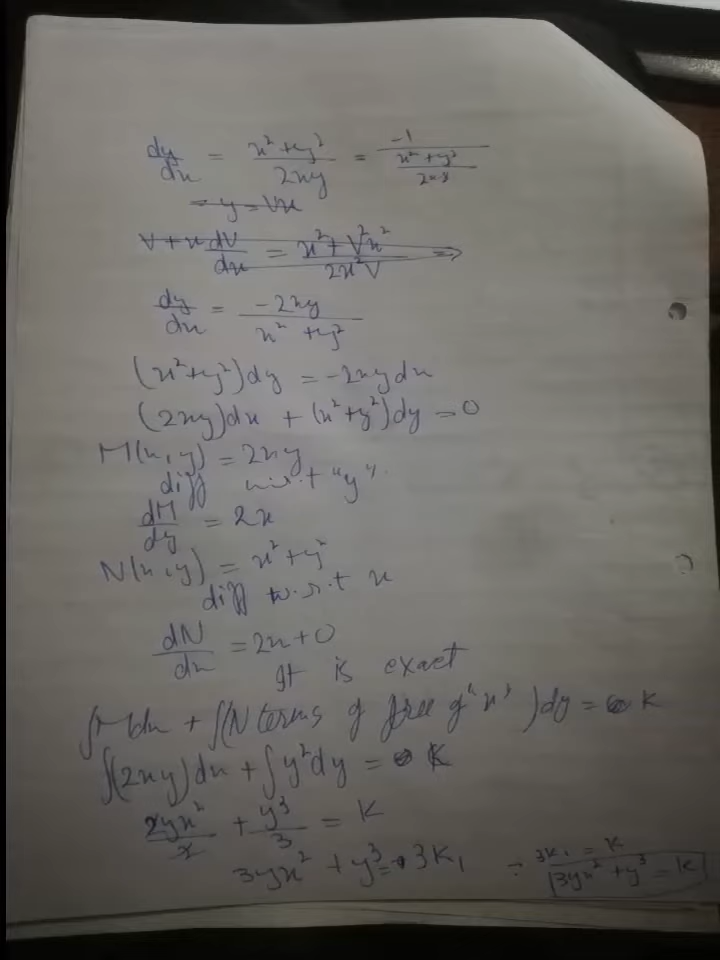 dy/dx = (x² + y²)/(2xy) = -1/((x² + y²)/(2xy))
= y = Vx
V + x dV/dx = (x² + V²x²)/(2x²V) ⇒
dy/dx = -2xy/(x² + y²)
(x² + y²)dy = -2xydx
(2xy)dx + (x² + y²)dy = 0
M(x, y) = 2xy
diff w.r.t "y".
dM/dy = 2x
N(x, y) = x² + y²
diff w.r.t x
dN/dx = 2x + 0
It is exact
∫Mdx + ∫(N terms of free of "x")dy = K
∫(2xy)dx + ∫y²dy = K
2yx²/2 + y³/3 = K
3yx² + y³ = 3K₁ ∵ 3K₁ = K
3yx² + y³ = K